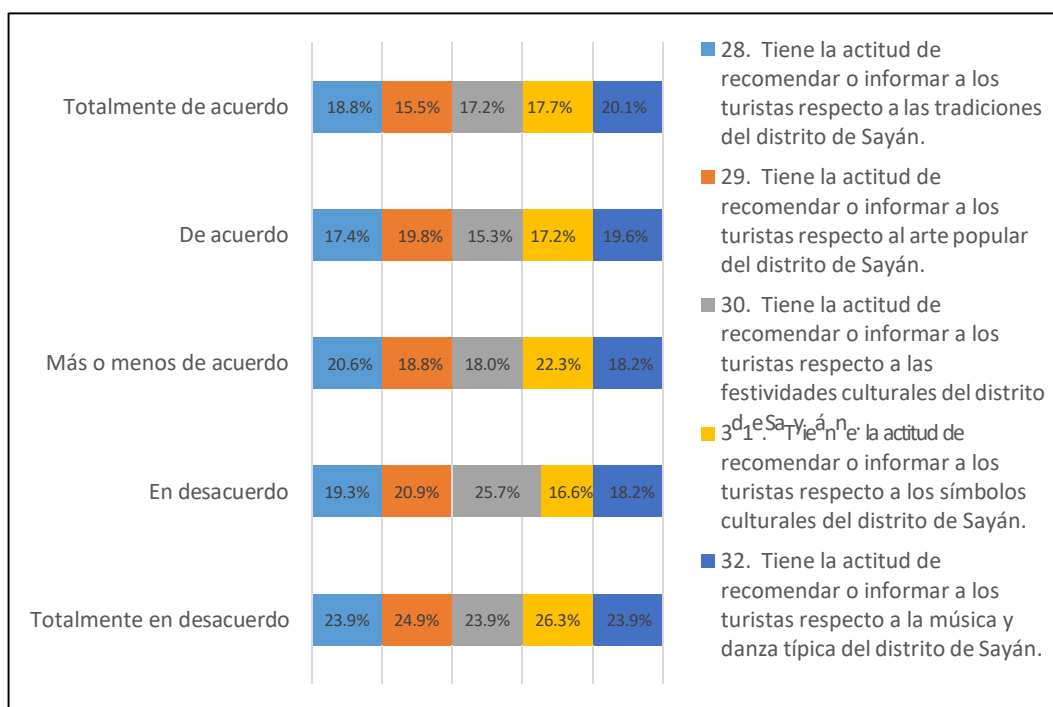 Totalmente de acuerdo
18.8% 15.5% 17.2% 17.7% 20.1%
De acuerdo
17.4% 19.8% 15.3% 17.2% 19.6%
Más o menos de acuerdo
20.6% 18.8% 18.0% 22.3% 18.2%
En desacuerdo
19.3% 20.9% 25.7% 16.6% 18.2%
Totalmente en desacuerdo
23.9% 24.9% 23.9% 26.3% 23.9%
28. Tiene la actitud de
recomendar o informar a los
turistas respecto a las tradiciones
del distrito de Sayán.
29. Tiene la actitud de
recomendar o informar a los
turistas respecto al arte popular
del distrito de Sayán.
30. Tiene la actitud de
recomendar o informar a los
turistas respecto a las
festividades culturales del distrito
de Sayán.
31. Tiene la actitud de
recomendar o informar a los
turistas respecto a los símbolos
culturales del distrito de Sayán.
32. Tiene la actitud de
recomendar o informar a los
turistas respecto a la música y
danza típica del distrito de Sayán.